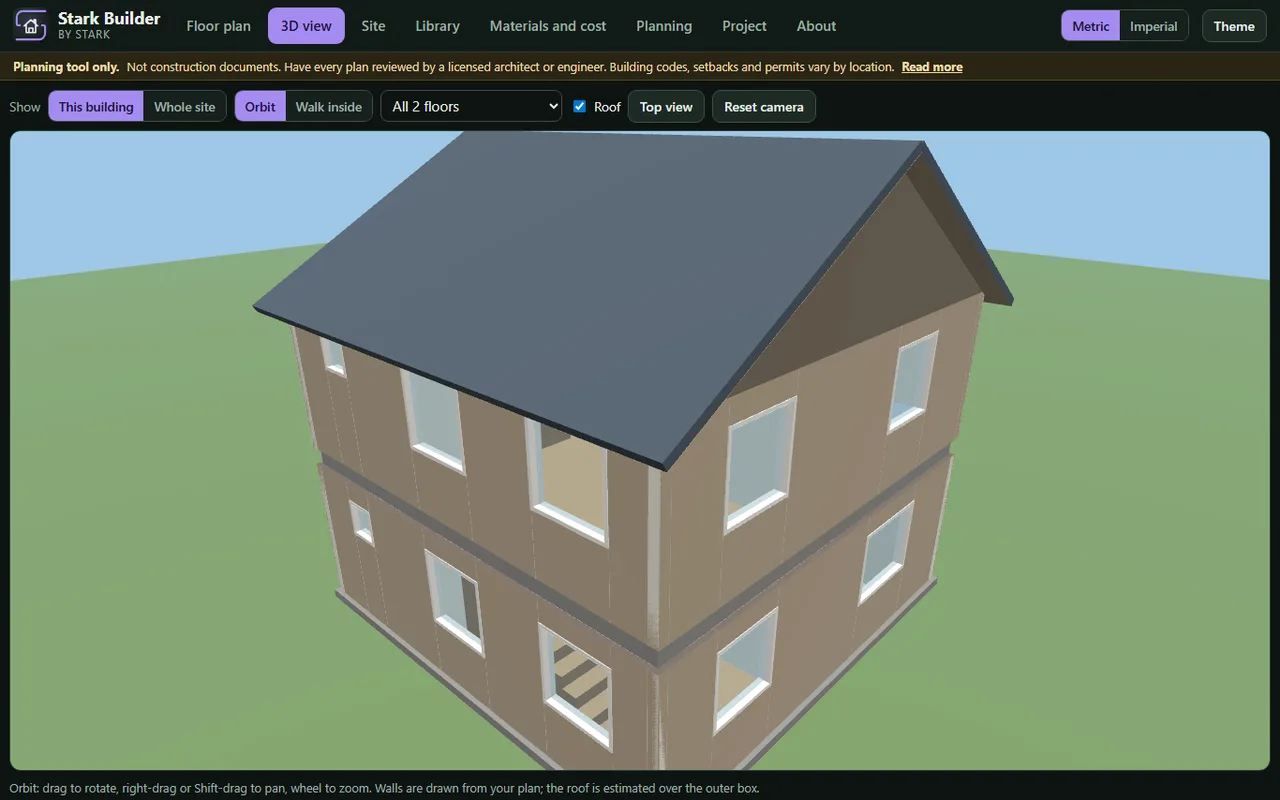 Stark Builder
BY STARK
Floor plan
3D view
Site
Library
Materials and cost
Planning
Project
About
Metric
Imperial
Theme
Planning tool only. Not construction documents. Have every plan reviewed by a licensed architect or engineer. Building codes, setbacks and permits vary by location. Read more
Show
This building
Whole site
Orbit
Walk inside
All 2 floors
Roof
Top view
Reset camera
Orbit: drag to rotate, right-drag or Shift-drag to pan, wheel to zoom. Walls are drawn from your plan; the roof is estimated over the outer box.